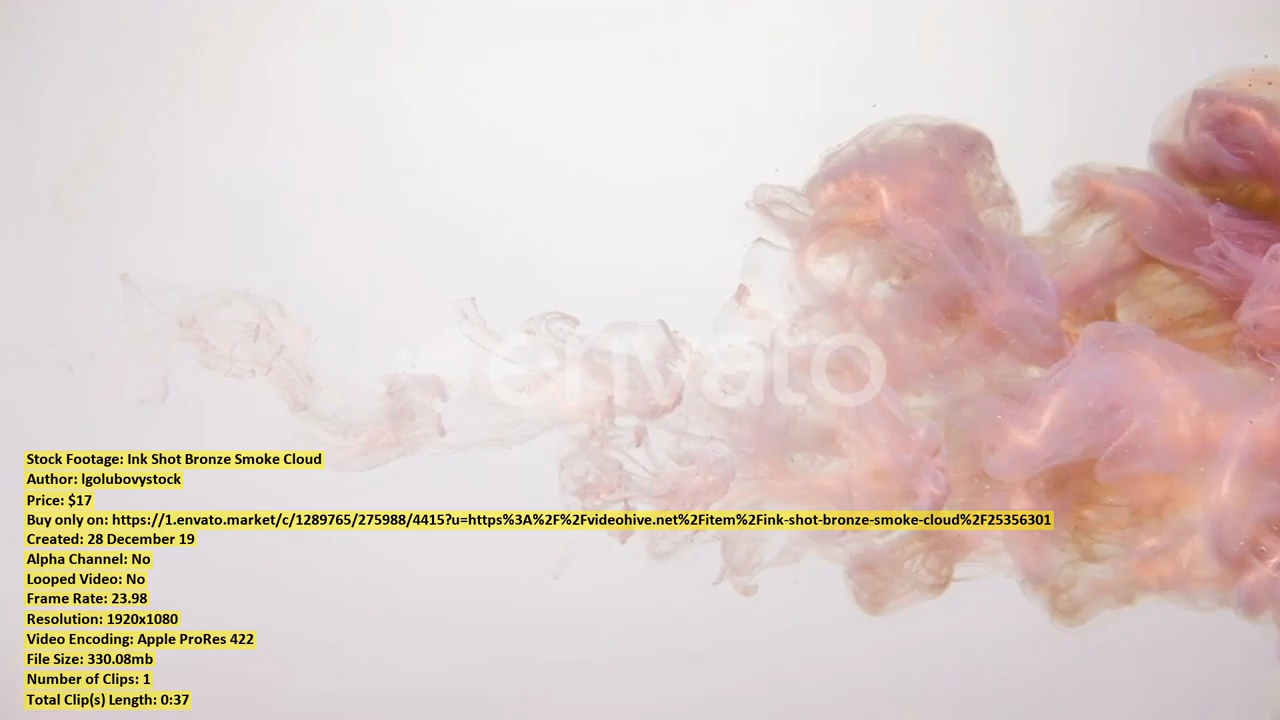 envato
Stock Footage: Ink Shot Bronze Smoke Cloud
Author: lgolubovystock
Price: $17
Buy only on: https://1.envato.market/c/1289765/275988/4415?u=https%3A%2F%2Fvideohive.net%2Fitem%2Fink-shot-bronze-smoke-cloud%2F25356301
Created: 28 December 19
Alpha Channel: No
Looped Video: No
Frame Rate: 23.98
Resolution: 1920x1080
Video Encoding: Apple ProRes 422
File Size: 330.08mb
Number of Clips: 1
Total Clip(s) Length: 0:37